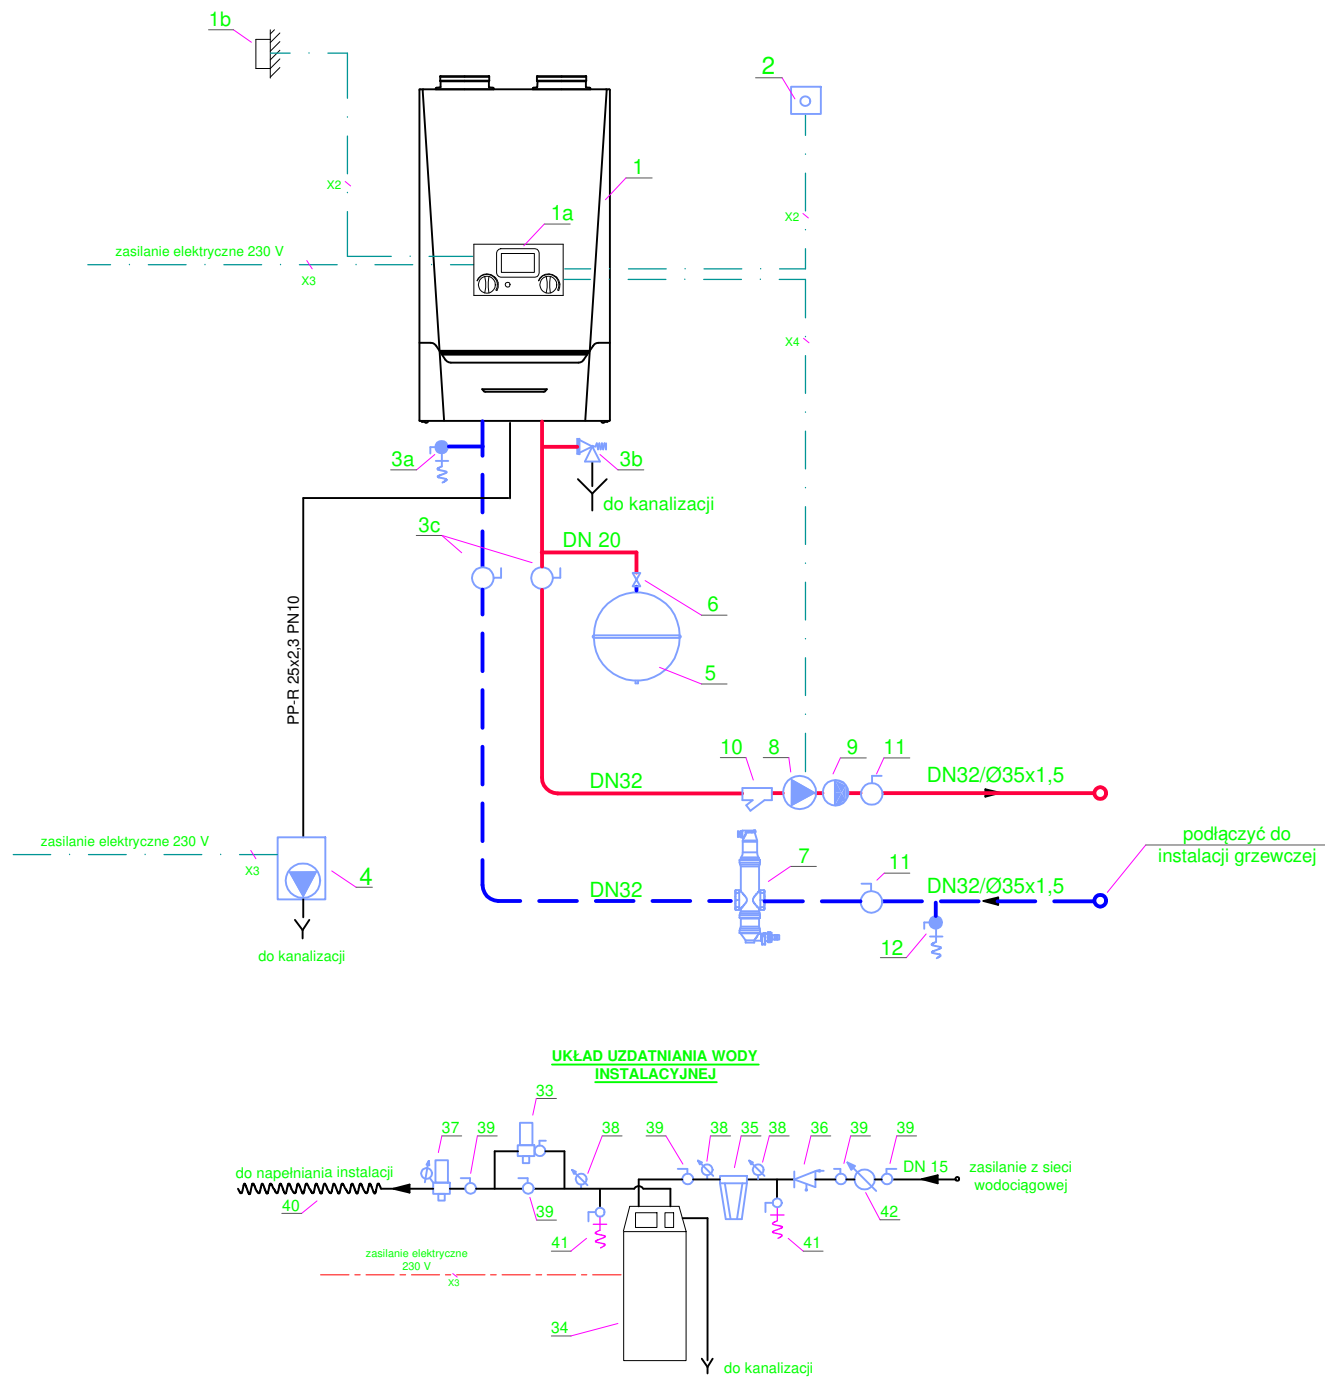 1b
2
1
X2
1a
X2
zasilanie elektryczne 230 V
X3
X4
3a
3b
do kanalizacji
3c
DN 20
6
PP-R 25x2,3 PN10
5
10
8
9
11
DN32
DN32/Ø35x1,5
podłączyć do
instalacji grzewczej
zasilanie elektryczne 230 V
X3
4
7
11
DN32
DN32/Ø35x1,5
12
do kanalizacji
UKŁAD UZDATNIANIA WODY
INSTALACYJNEJ
33
37
39
38
39
38
35
38
36
39
39
do napełniania instalacji
DN 15
zasilanie z sieci
wodociągowej
40
39
42
41
41
zasilanie elektryczne
230 V
X3
34
do kanalizacji